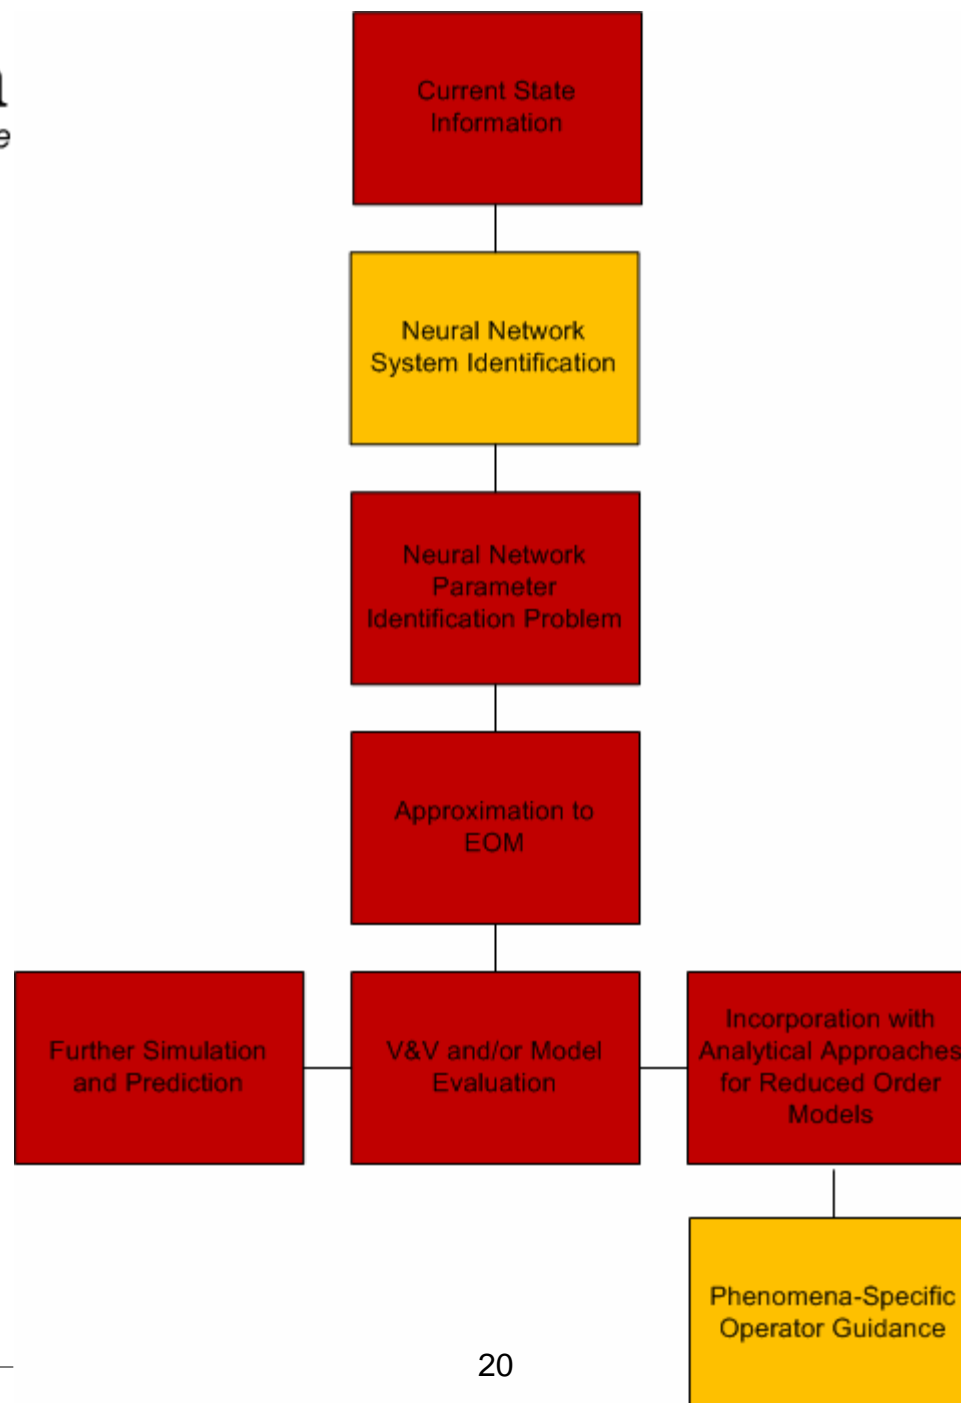 Current State
Information
Neural Network
System Identification
Neural Network
Parameter
Identification Problem
Approximation to
EOM
Further Simulation
and Prediction
V&V and/or Model
Evaluation
Incorporation with
Analytical Approaches
for Reduced Order
Models
Phenomena-Specific
Operator Guidance
20